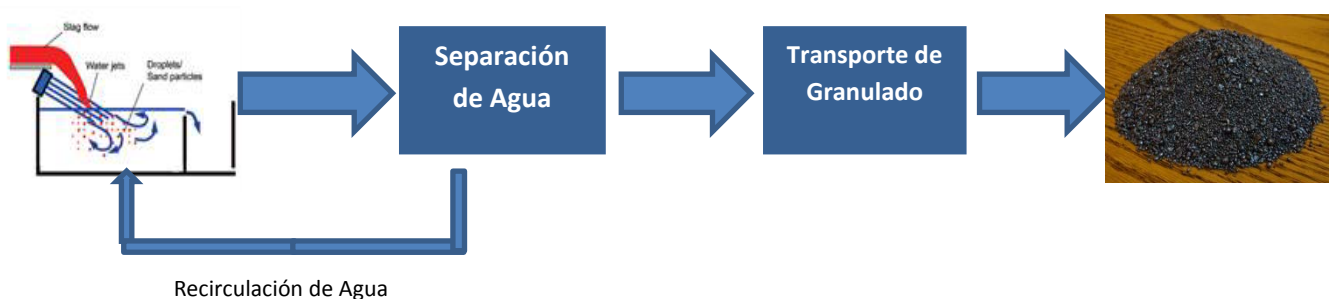 Slag flow
Water jets
Droplets/
Sand particles
Separación
de Agua
Transporte de
Granulado
Recirculación de Agua